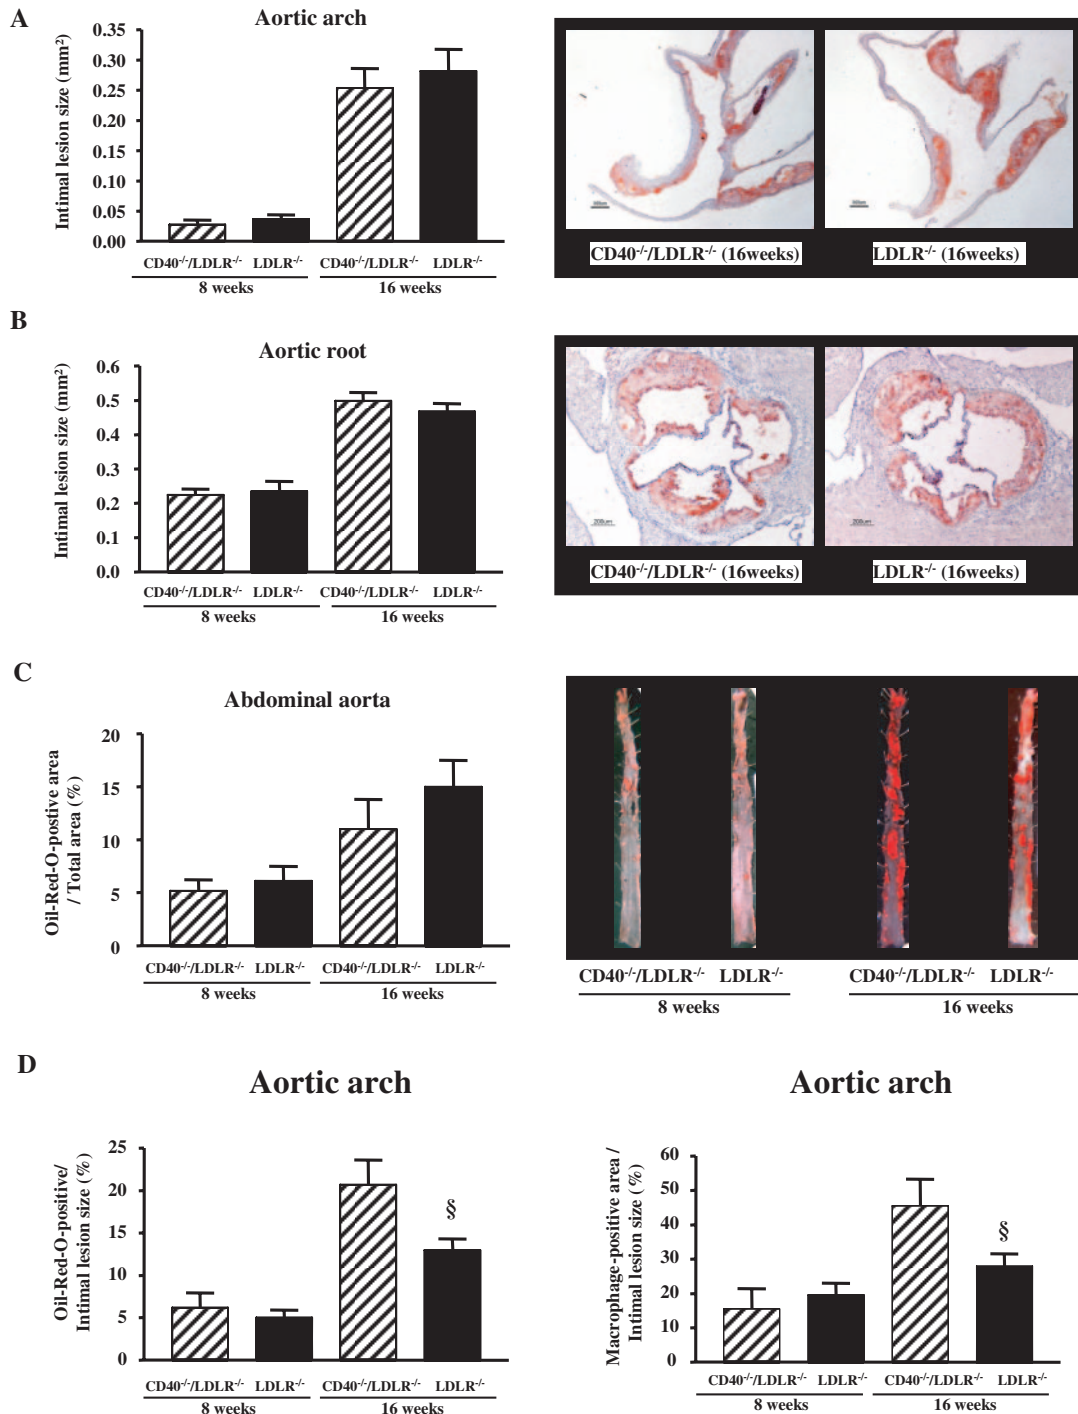 A
Aortic arch
Intimal lesion size (mm²)
0.35
0.30
0.25
0.20
0.15
0.10
0.05
0.00
CD40⁻/⁻/LDLR⁻/⁻ LDLR⁻/⁻ CD40⁻/⁻/LDLR⁻/⁻ LDLR⁻/⁻
8 weeks 16 weeks
CD40⁻/⁻/LDLR⁻/⁻ (16weeks) LDLR⁻/⁻ (16weeks)
B
Aortic root
Intimal lesion size (mm²)
0.6
0.5
0.4
0.3
0.2
0.1
0.0
CD40⁻/⁻/LDLR⁻/⁻ LDLR⁻/⁻ CD40⁻/⁻/LDLR⁻/⁻ LDLR⁻/⁻
8 weeks 16 weeks
200um 200um
CD40⁻/⁻/LDLR⁻/⁻ (16weeks) LDLR⁻/⁻ (16weeks)
C
Abdominal aorta
Oil-Red-O-postive area
/ Total area (%)
20
15
10
5
0
CD40⁻/⁻/LDLR⁻/⁻ LDLR⁻/⁻ CD40⁻/⁻/LDLR⁻/⁻ LDLR⁻/⁻
8 weeks 16 weeks
CD40⁻/⁻/LDLR⁻/⁻ LDLR⁻/⁻ CD40⁻/⁻/LDLR⁻/⁻ LDLR⁻/⁻
8 weeks 16 weeks
D
Aortic arch
Oil-Red-O-positive/
Intimal lesion size (%)
25
20
15
10
5
0
§
CD40⁻/⁻/LDLR⁻/⁻ LDLR⁻/⁻ CD40⁻/⁻/LDLR⁻/⁻ LDLR⁻/⁻
8 weeks 16 weeks
Aortic arch
Macrophage-positive area /
Intimal lesion size (%)
60
50
40
30
20
10
0
§
CD40⁻/⁻/LDLR⁻/⁻ LDLR⁻/⁻ CD40⁻/⁻/LDLR⁻/⁻ LDLR⁻/⁻
8 weeks 16 weeks